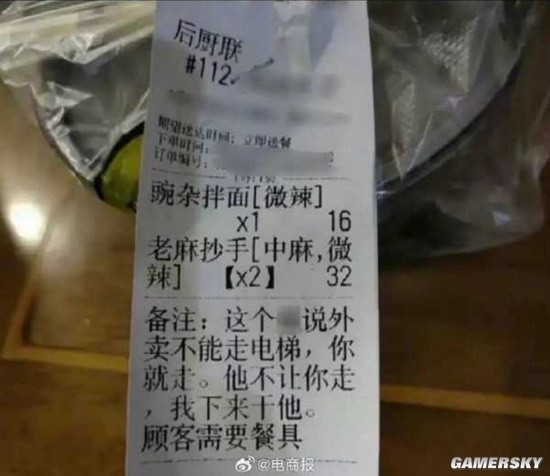 后厨联
#112
期望送达时间：立即送餐
下单时间：
订单编号：
豌杂拌面[微辣]
x1 16
老麻抄手[中麻,微
辣] 【x2】 32
备注：这个 说外
卖不能走电梯，你
就走。他不让你走
，我下来干他。
顾客需要餐具
@电商报
GAMERSKY